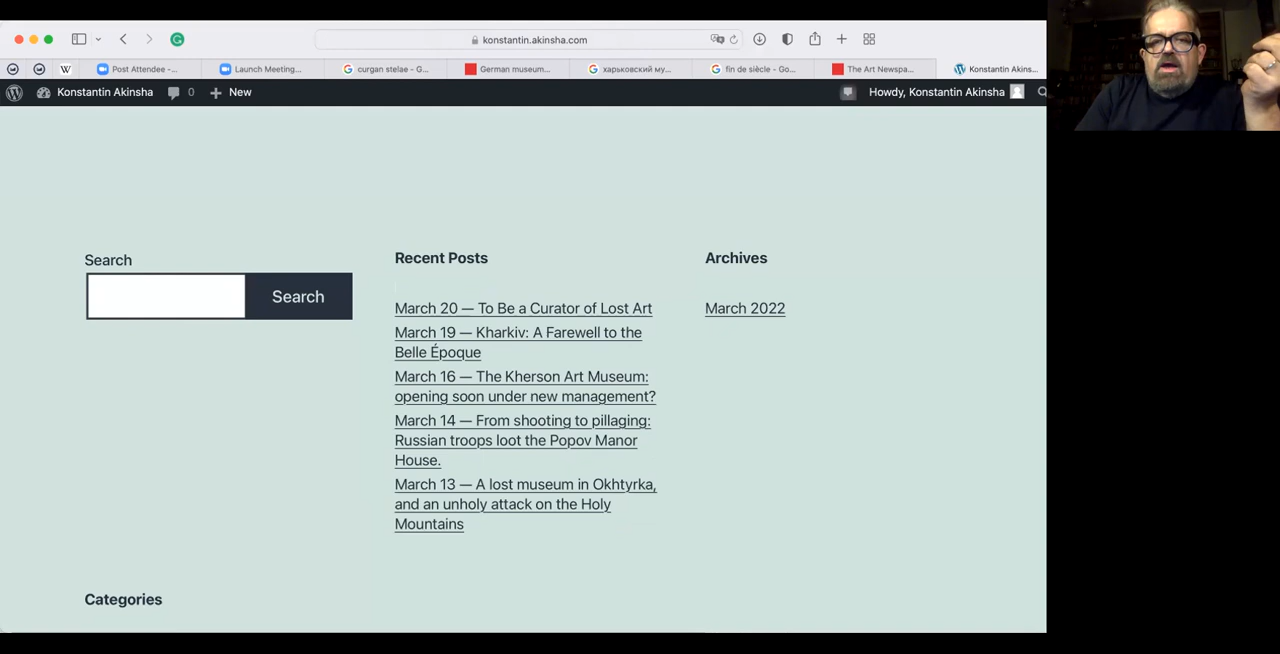 konstantin.akinsha.com
Post Attendee -...
Launch Meeting...
curgan stelae - G...
German museum...
харьковский му...
fin de siècle - Go...
The Art Newspa...
Konstantin Akins...
Konstantin Akinsha
0
New
Howdy, Konstantin Akinsha
Search
Search
Recent Posts
March 20 — To Be a Curator of Lost Art
March 19 — Kharkiv: A Farewell to the
Belle Époque
March 16 — The Kherson Art Museum:
opening soon under new management?
March 14 — From shooting to pillaging:
Russian troops loot the Popov Manor
House.
March 13 — A lost museum in Okhtyrka,
and an unholy attack on the Holy
Mountains
Archives
March 2022
Categories